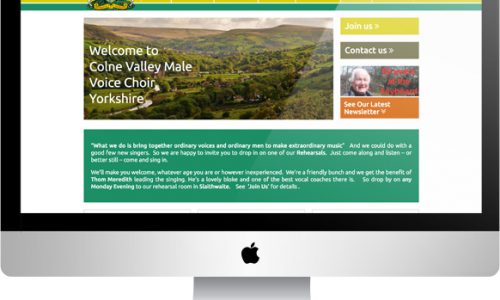 Welcome to
Colne Valley Male
Voice Choir
Yorkshire
Join us »
Contact us »
See Our Latest
Newsletter
"What we do is bring together ordinary voices and ordinary men to make extraordinary music"   And we could do with a
good few new singers.  So we are happy to invite you to drop in on one of our Rehearsals.  Just come along and listen – or
better still – come and sing in.
We'll make you welcome, whatever age you are or however inexperienced.  We're a friendly bunch and we get the benefit of
Thom Meredith leading the singing. He's a lovely bloke and one of the best vocal coaches there is.   So drop by on any
Monday Evening to our rehearsal room in Slaithwaite.   See  'Join Us' for details .